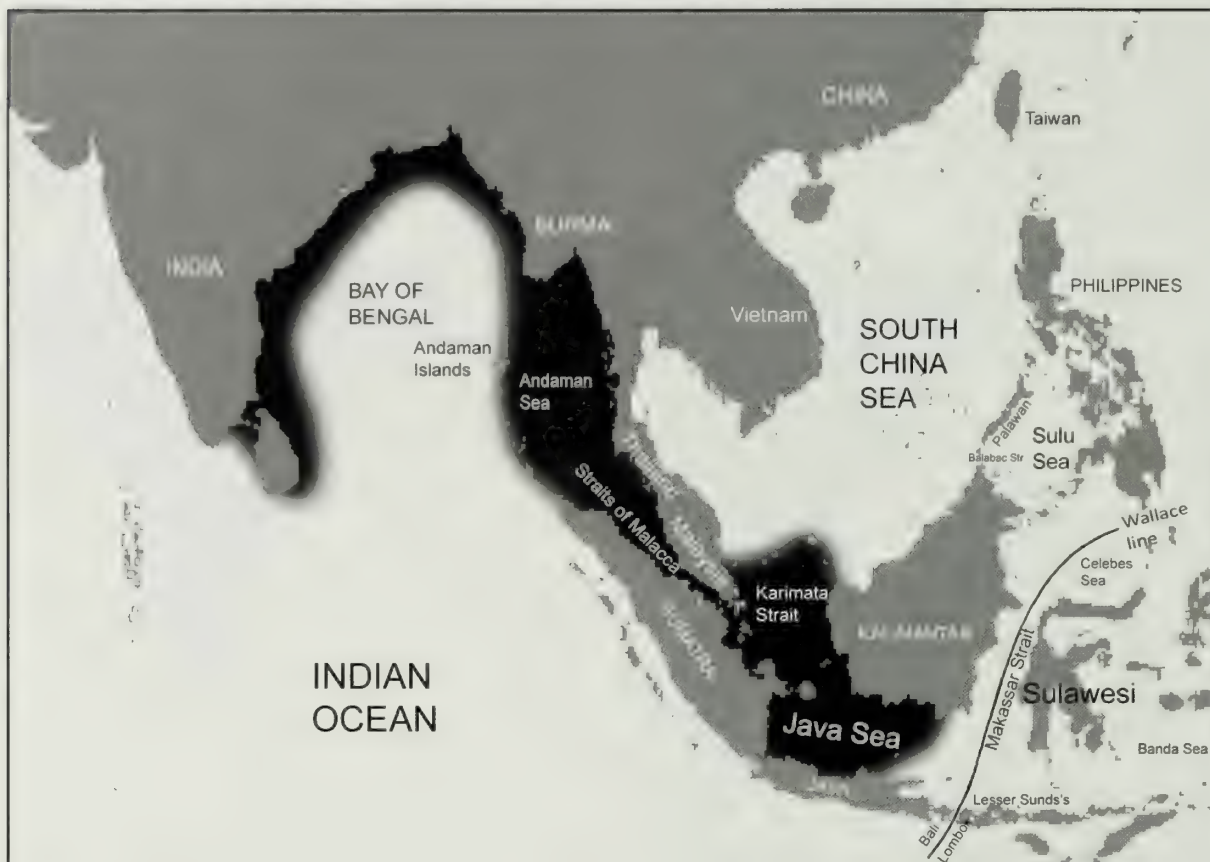 CHINA
Taiwan
BURMA
INDIA
PHILIPPINES
BAY OF
BENGAL
Vietnam
SOUTH
CHINA
SEA
Andaman
Islands
Andaman
Sea
Palawan
Sulu
Sea
Balabac Str
Straits of Malacca
Malaysia
Wallace
line
Celebes
Sea
Karimata
Strait
KALIMANTAN
SUMATRA
INDIAN
OCEAN
Makassar Strait
Sulawesi
Java Sea
Banda Sea
Lesser Sunds's
Bali
Lombok